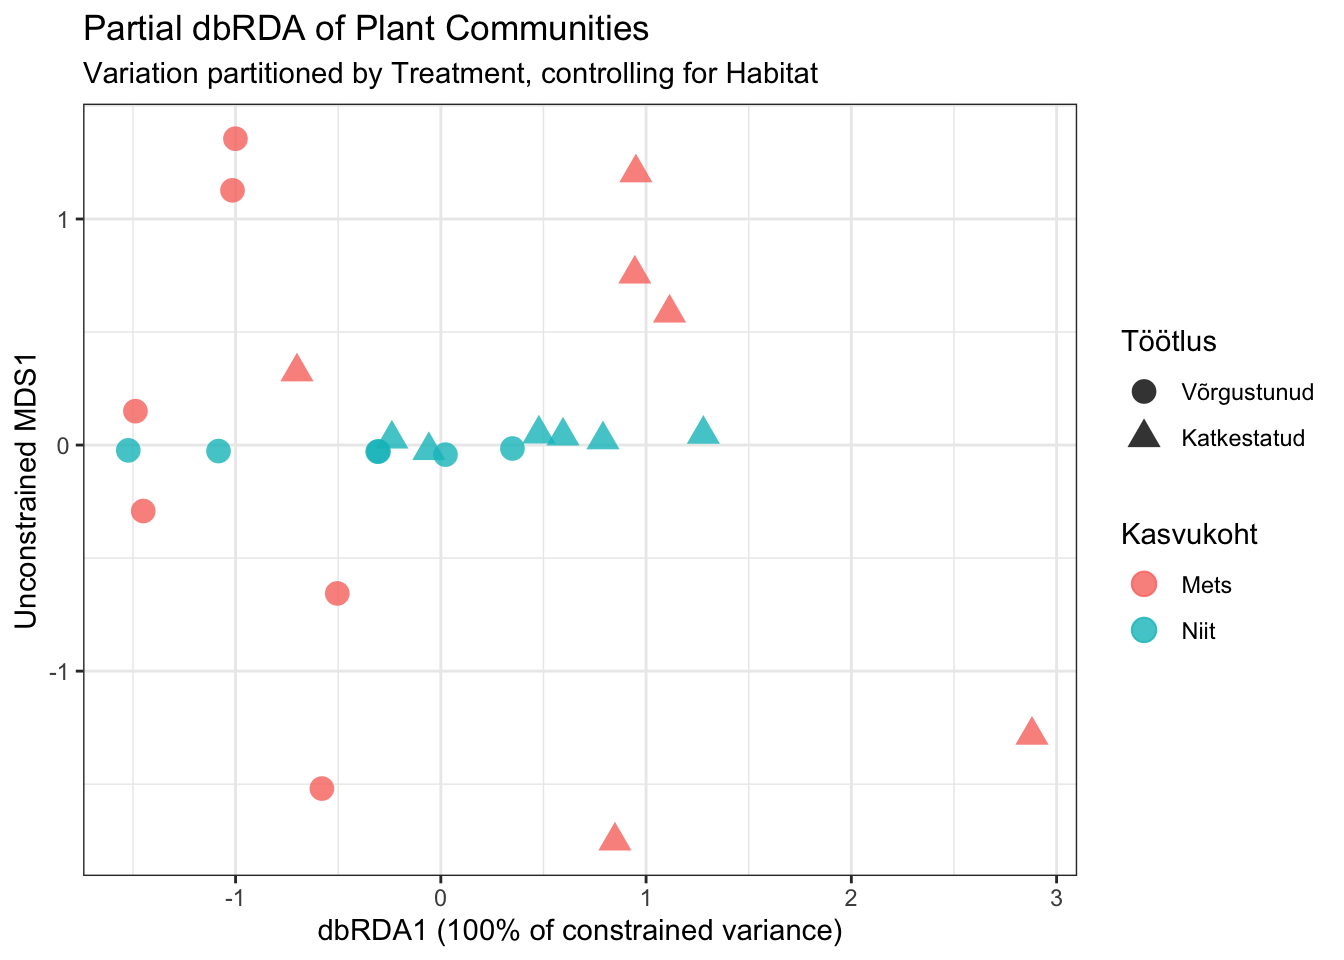 Partial dbRDA of Plant Communities
Variation partitioned by Treatment, controlling for Habitat
Unconstrained MDS1
1
0
-1
-1
0
1
2
3
dbRDA1 (100% of constrained variance)
Töötlus
Võrgustunud
Katkestatud
Kasvukoht
Mets
Niit